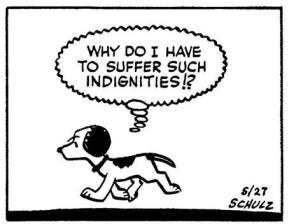 WHY DO I HAVE
TO SUFFER SUCH
INDIGNITIES!?
5/27
SCHULZ